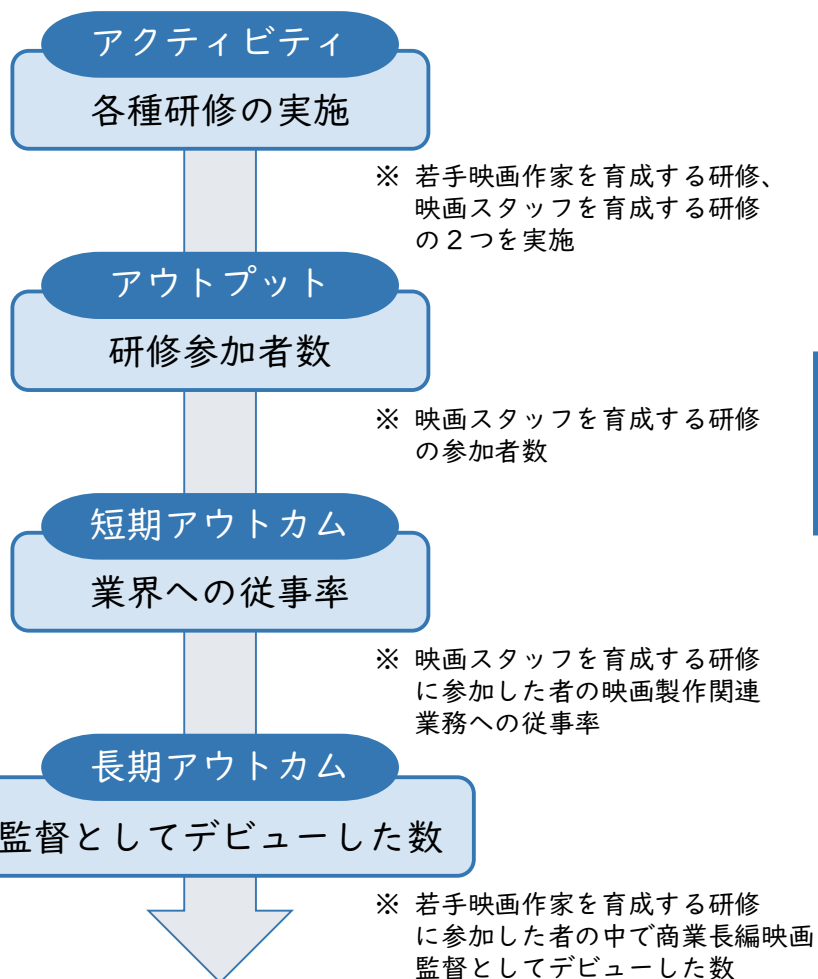 アクティビティ
各種研修の実施
※ 若手映画作家を育成する研修、
映画スタッフを育成する研修
の２つを実施
アウトプット
研修参加者数
※ 映画スタッフを育成する研修
の参加者数
短期アウトカム
業界への従事率
※ 映画スタッフを育成する研修
に参加した者の映画製作関連
業務への従事率
長期アウトカム
監督としてデビューした数
※ 若手映画作家を育成する研修
に参加した者の中で商業長編映画
監督としてデビューした数